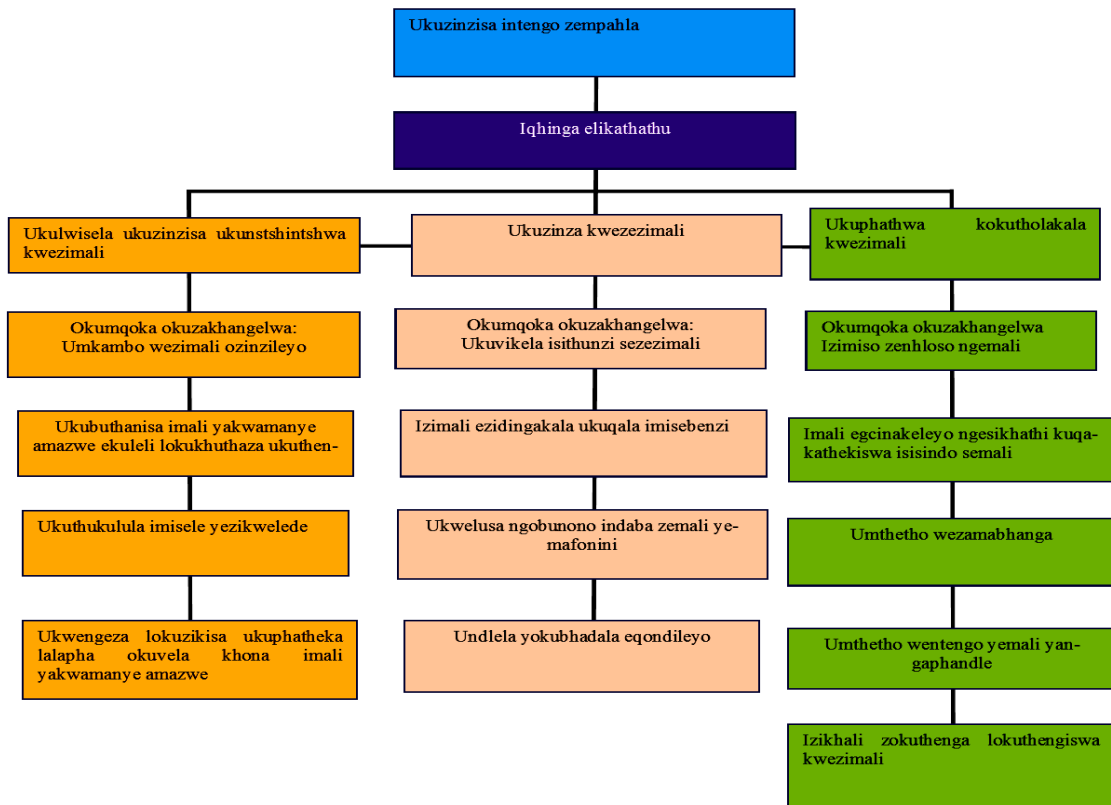 Ukuzinzisa intengo zempahla
Iqhinga elikathathu
Ukulwisela ukuzinzisa ukunstshintshwa
kwezimali
Ukuzinza kwezezimali
Ukuphathwa kokutholakala
kwezimali
Okumqoka okuzakhangelwa:
Umkambo wezimali ozinzileyo
Okumqoka okuzakhangelwa:
Ukuvikela isithunzi sezezimali
Okumqoka okuzakhangelwa
Izimiso zenhloso ngemali
Ukubuthanisa imali yakwamanye
amazwe ekuleli lokukhuthaza ukuthen-
Izimali ezidingakala ukuqala imisebenzi
Imali egcinakeleyo ngesikhathi kuqa-
kathekiswa isisindo semali
Ukuthukulula imisele yezikwelede
Ukwelusa ngobunono indaba zemali ye-
mafonini
Umthetho wezamabhanga
Ukwengeza lokuzikisa ukuphatheka
lalapha okuvela khona imali
yakwamanye amazwe
Undlela yokubhadala eqondileyo
Umthetho wentengo yemali yan-
gaphandle
Izikhali zokuthenga lokuthengiswa
kwezimali